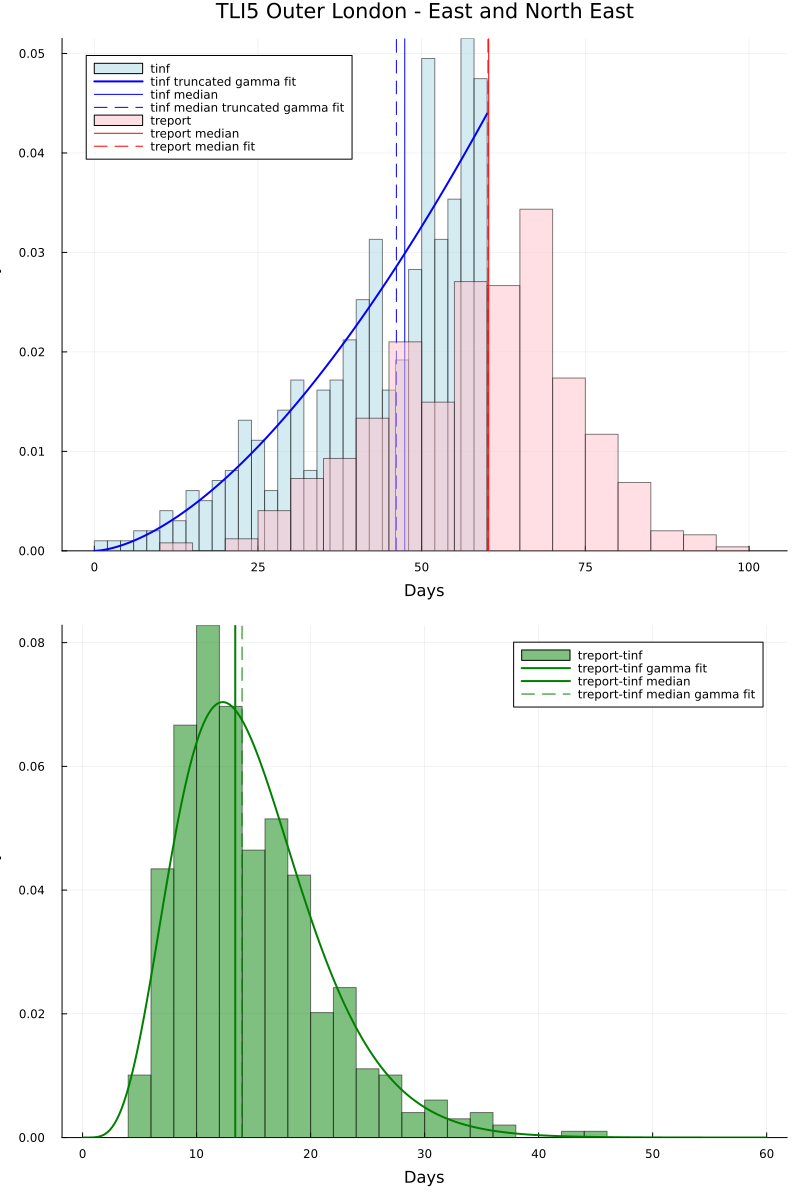 TLI5 Outer London - East and North East
tinf
tinf truncated gamma fit
tinf median
tinf median truncated gamma fit
treport
treport median
treport median fit
0.05
0.04
0.03
0.02
0.01
0.00
0 25 50 75 100
Days
treport-tinf
treport-tinf gamma fit
treport-tinf median
treport-tinf median gamma fit
0.08
0.06
0.04
0.02
0.00
0 10 20 30 40 50 60
Days